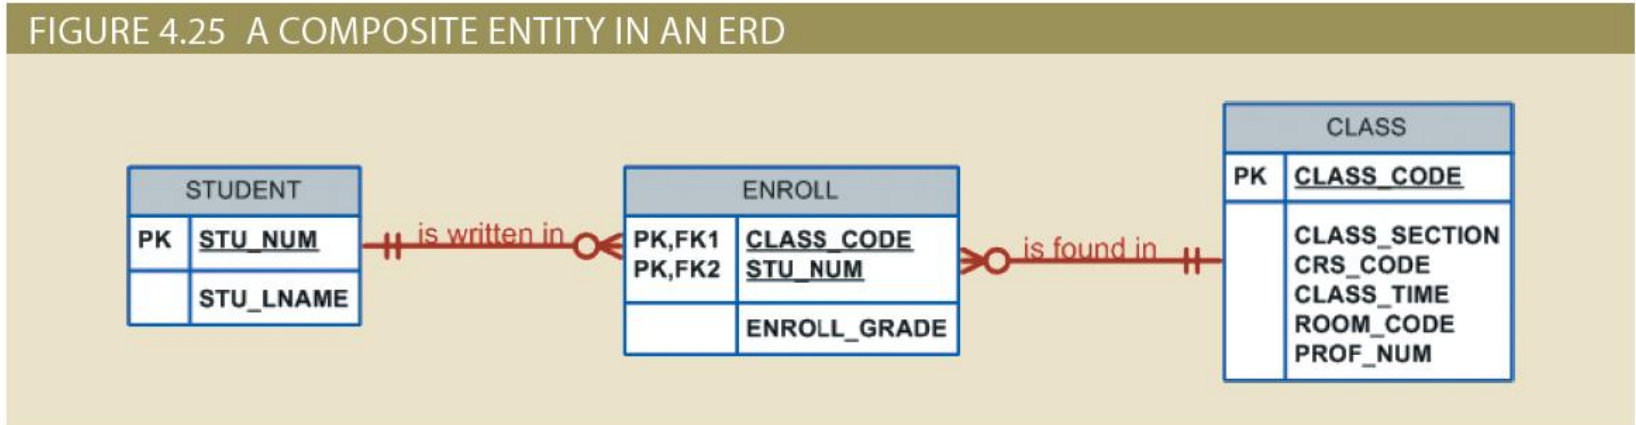 FIGURE 4.25 A COMPOSITE ENTITY IN AN ERD
STUDENT
PK STU_NUM
STU_LNAME
is written in
ENROLL
PK,FK1 CLASS_CODE
PK,FK2 STU_NUM
ENROLL_GRADE
is found in
CLASS
PK CLASS_CODE
CLASS_SECTION
CRS_CODE
CLASS_TIME
ROOM_CODE
PROF_NUM